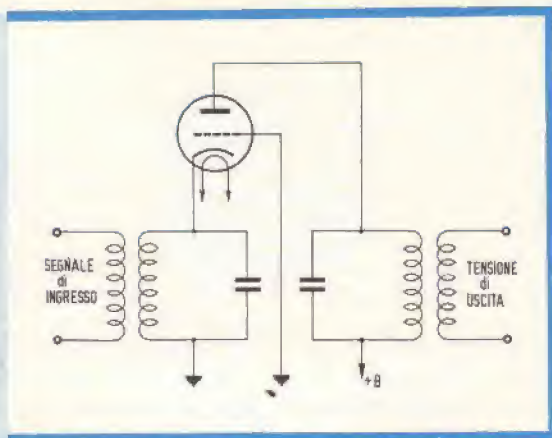 SEGNALE
di
INGRESSO
TENSIONE
di
USCITA
+B